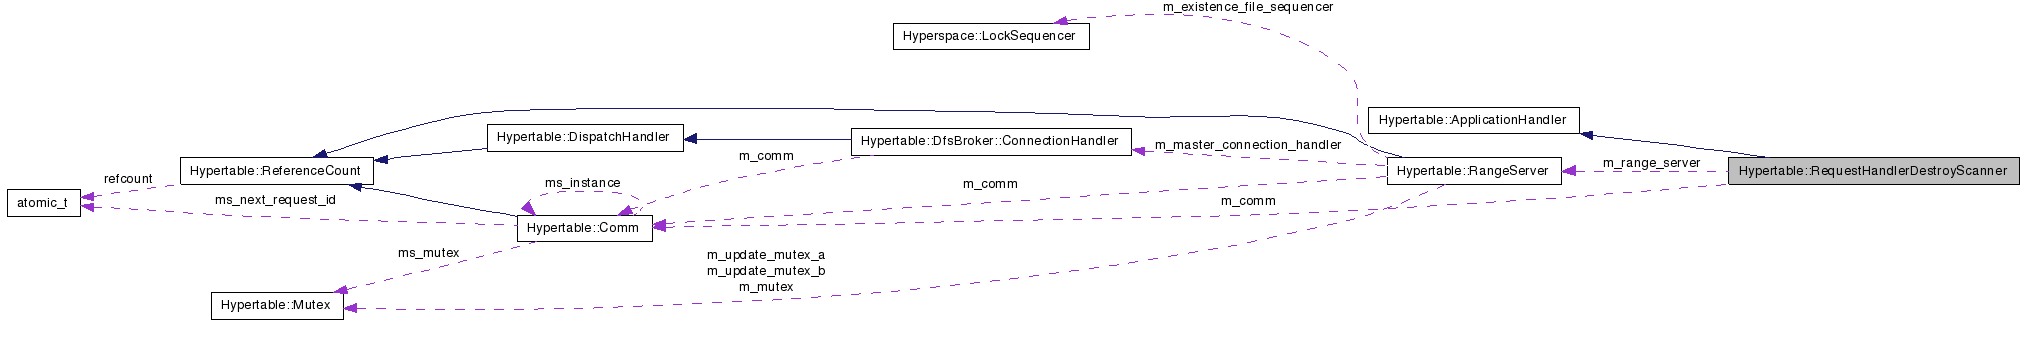 m_existence_file_sequencer
Hyperspace::LockSequencer
Hypertable::ApplicationHandler
Hypertable::DispatchHandler
Hypertable::DfsBroker::ConnectionHandler
m_master_connection_handler
m_comm
m_range_server
Hypertable::ReferenceCount
Hypertable::RangeServer
Hypertable::RequestHandlerDestroyScanner
refcount
ms_instance
m_comm
atomic_t
ms_next_request_id
m_comm
Hypertable::Comm
ms_mutex
m_update_mutex_a
m_update_mutex_b
m_mutex
Hypertable::Mutex